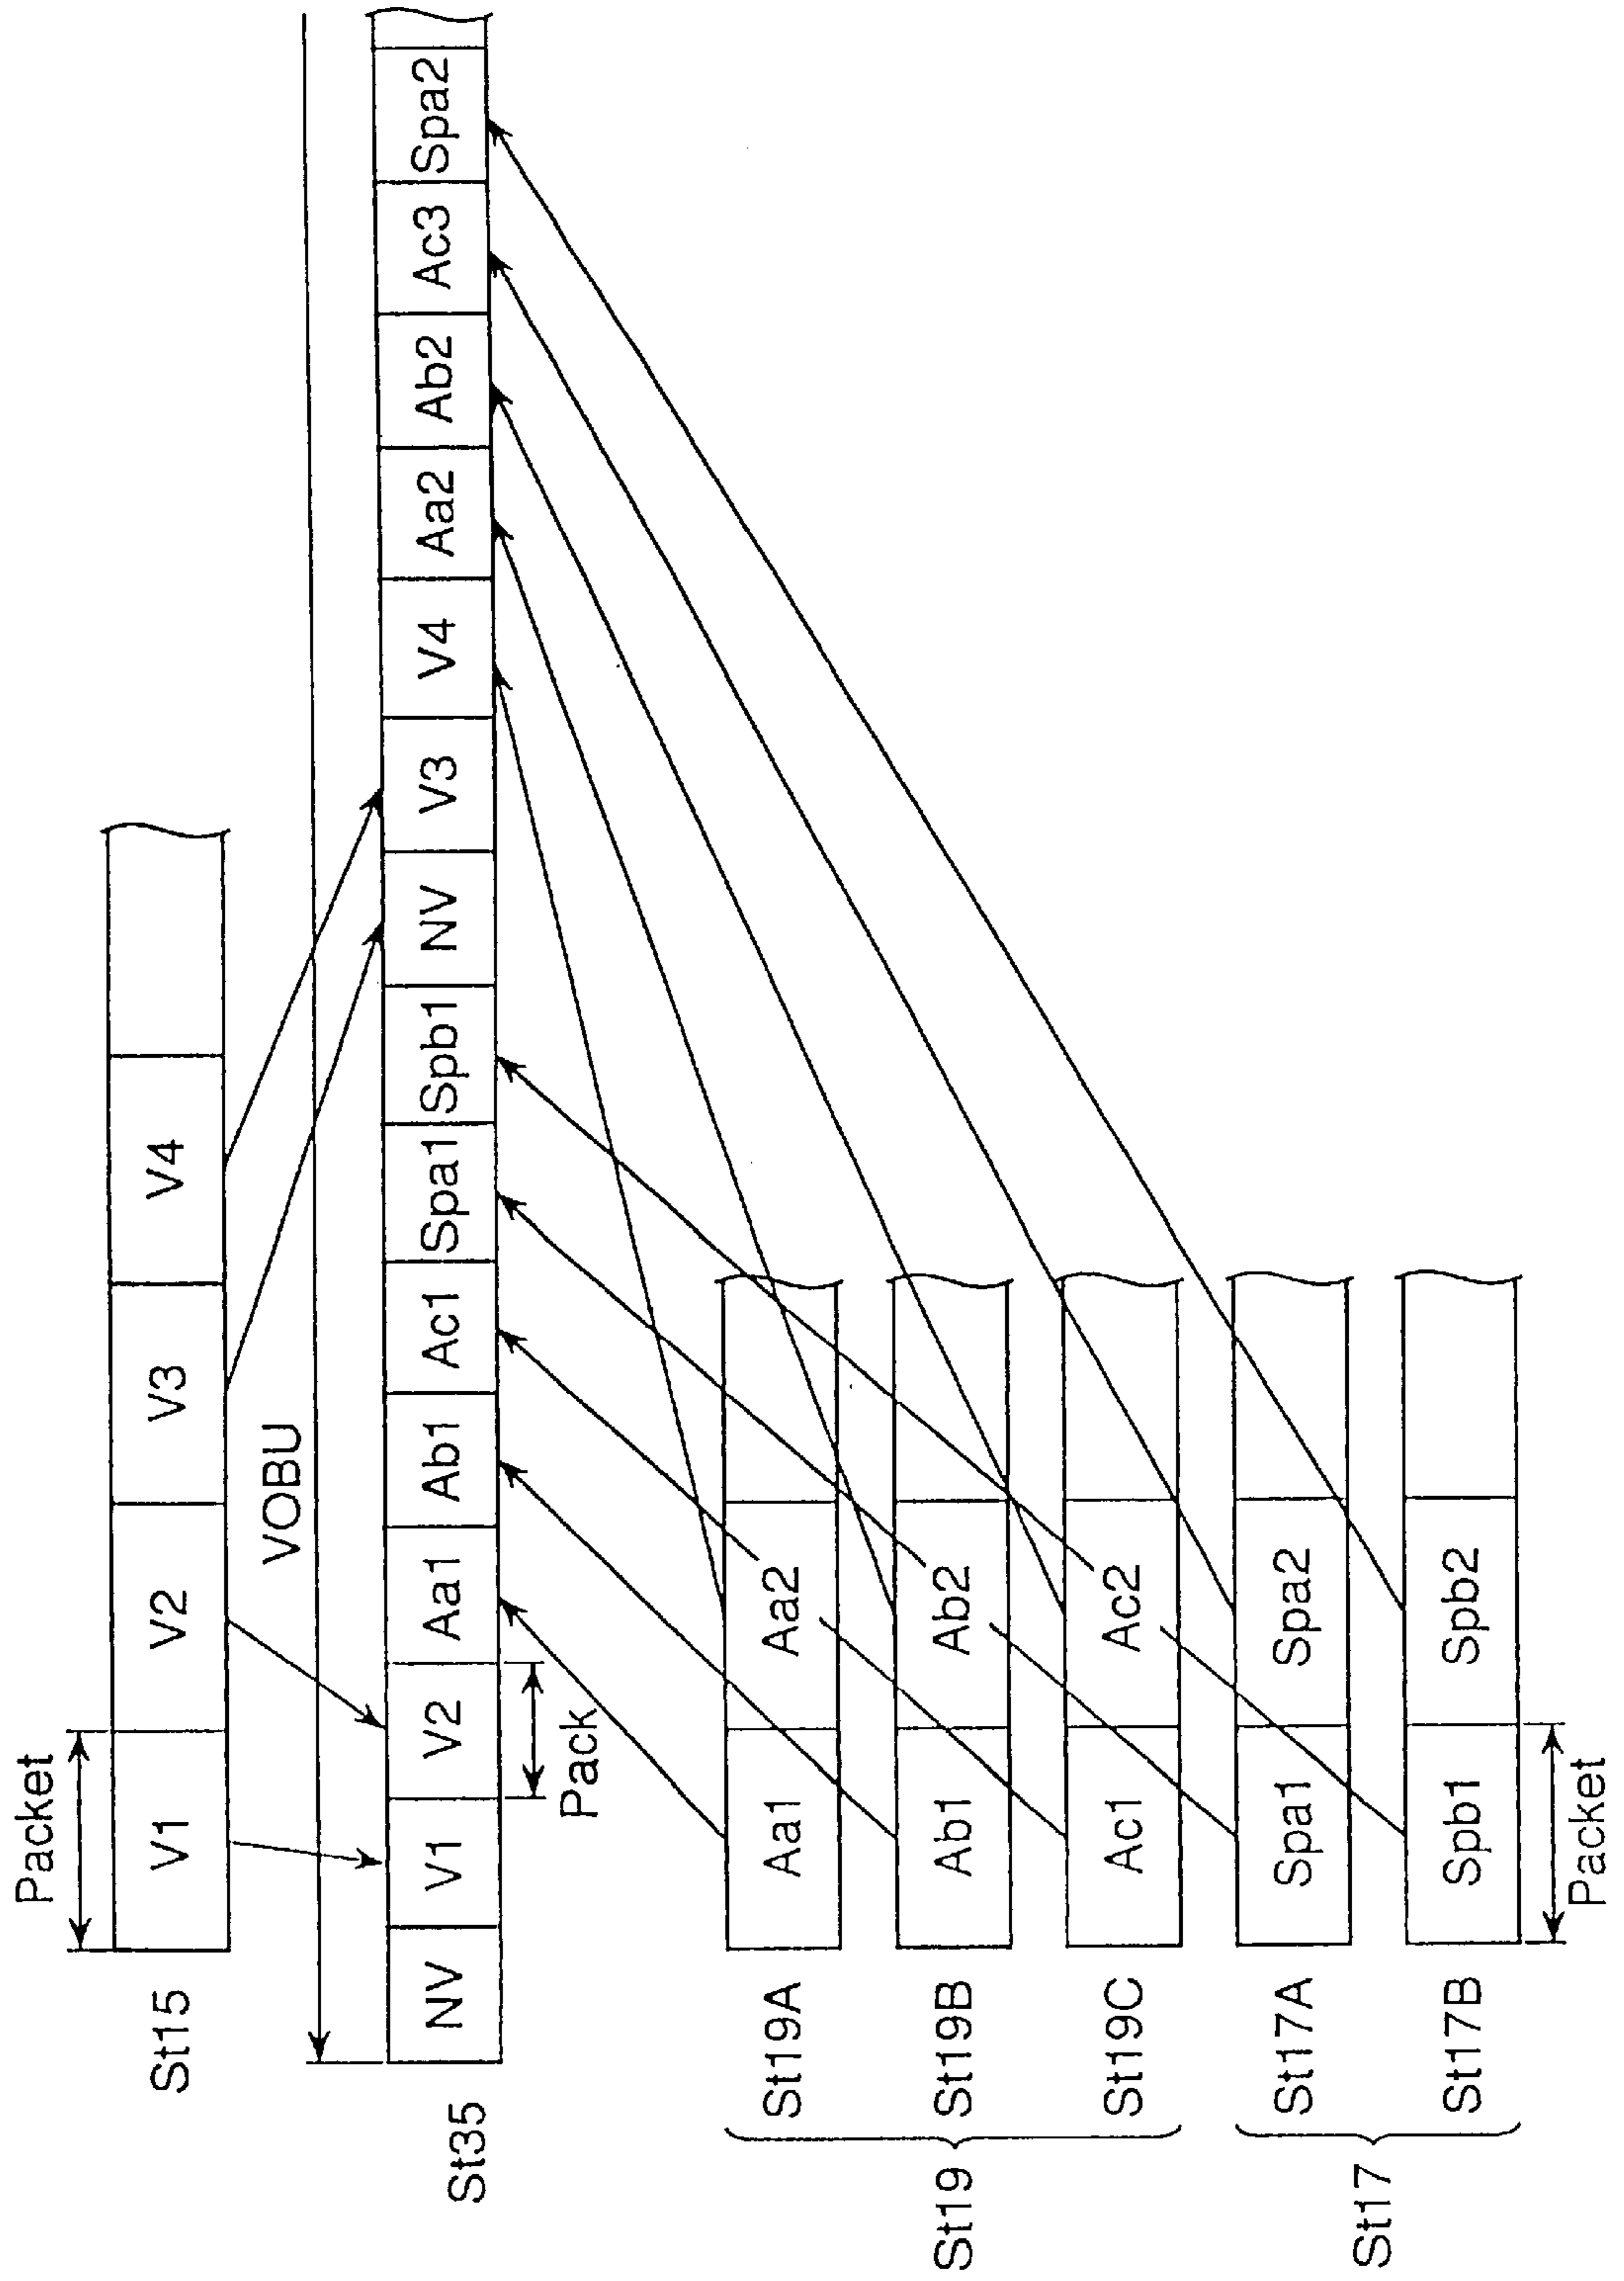 Packet
St15 V1 V2 V3 V4
VOBU
St35 NV V1 V2 Aa1 Ab1 Ac1 Spa1 Spb1 NV V3 V4 Aa2 Ab2 Ac3 Spa2
Pack
St19
St19A Aa1 Aa2
St19B Ab1 Ab2
St19C Ac1 Ac2
St17
St17A Spa1 Spa2
St17B Spb1 Spb2
Packet